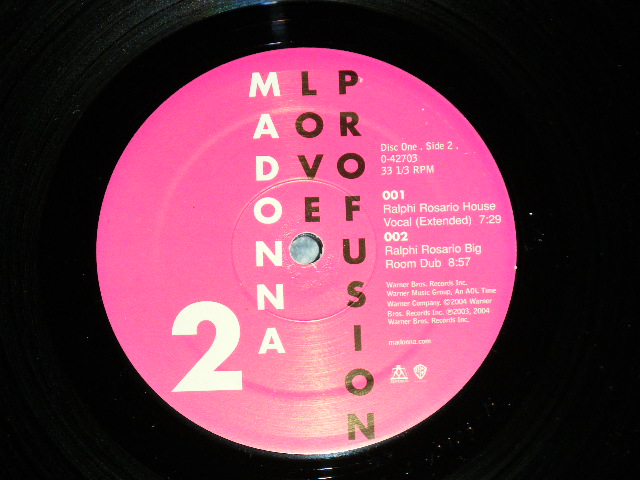 MADONNA
LOVE
PROFUSION
Disc One . Side 2 .
0-42703
33 1/3 RPM
001
Ralphi Rosario House
Vocal (Extended) 7:29
002
Ralphi Rosario Big
Room Dub 8:57
Warner Bros. Records Inc.
Warner Music Group, An AOL Time
Warner Company. ©2004 Warner
Bros. Records Inc. ℗2003, 2004
Warner Bros. Records Inc.
madonna.com
2